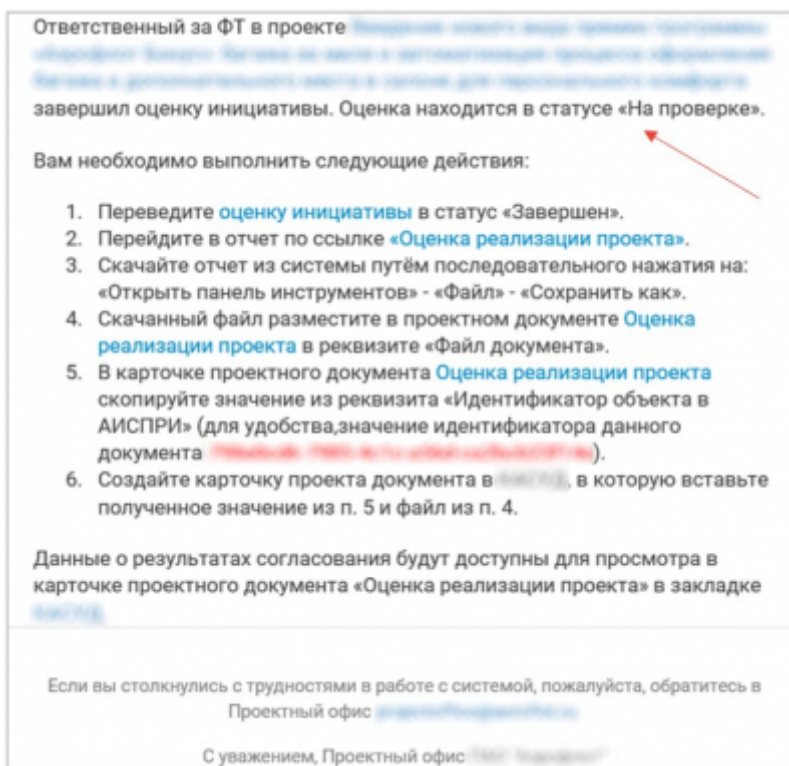 Ответственный за ФТ в проекте
завершил оценку инициативы. Оценка находится в статусе «На проверке».
Вам необходимо выполнить следующие действия:
1. Переведите оценку инициативы в статус «Завершен».
2. Перейдите в отчет по ссылке «Оценка реализации проекта».
3. Скачайте отчет из системы путём последовательного нажатия на:
«Открыть панель инструментов» - «Файл» - «Сохранить как».
4. Скачанный файл разместите в проектном документе Оценка
реализации проекта в реквизите «Файл документа».
5. В карточке проектного документа Оценка реализации проекта
скопируйте значение из реквизита «Идентификатор объекта в
АИСПРИ» (для удобства,значение идентификатора данного
документа ).
6. Создайте карточку проекта документа в , в которую вставьте
полученное значение из п. 5 и файл из п. 4.
Данные о результатах согласования будут доступны для просмотра в
карточке проектного документа «Оценка реализации проекта» в закладке
Если вы столкнулись с трудностями в работе с системой, пожалуйста, обратитесь в
Проектный офис
С уважением, Проектный офис